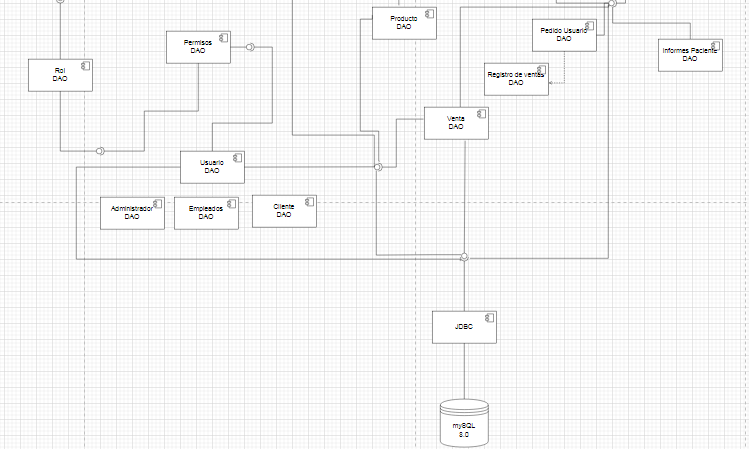 Producto
DAO
Pedido Usuario
DAO
Permisos
DAO
Informes Paciente
DAO
Rol
DAO
Registro de ventas
DAO
Venta
DAO
Usuario
DAO
Administrador
DAO
Empleados
DAO
Cliente
DAO
JDBC
mySQL
8.0